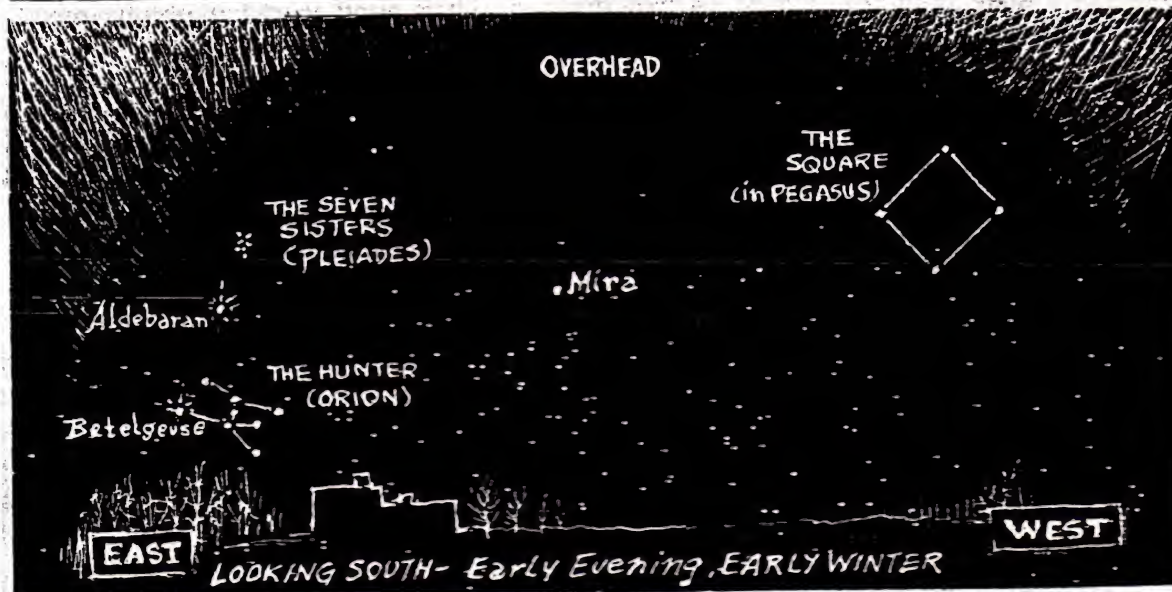 OVERHEAD
THE
SQUARE
(in PEGASUS)
THE SEVEN
SISTERS
(PLEIADES)
Mira
Aldebaran
THE HUNTER
(ORION)
Betelgeuse
EAST
WEST
LOOKING SOUTH- Early Evening, EARLY WINTER